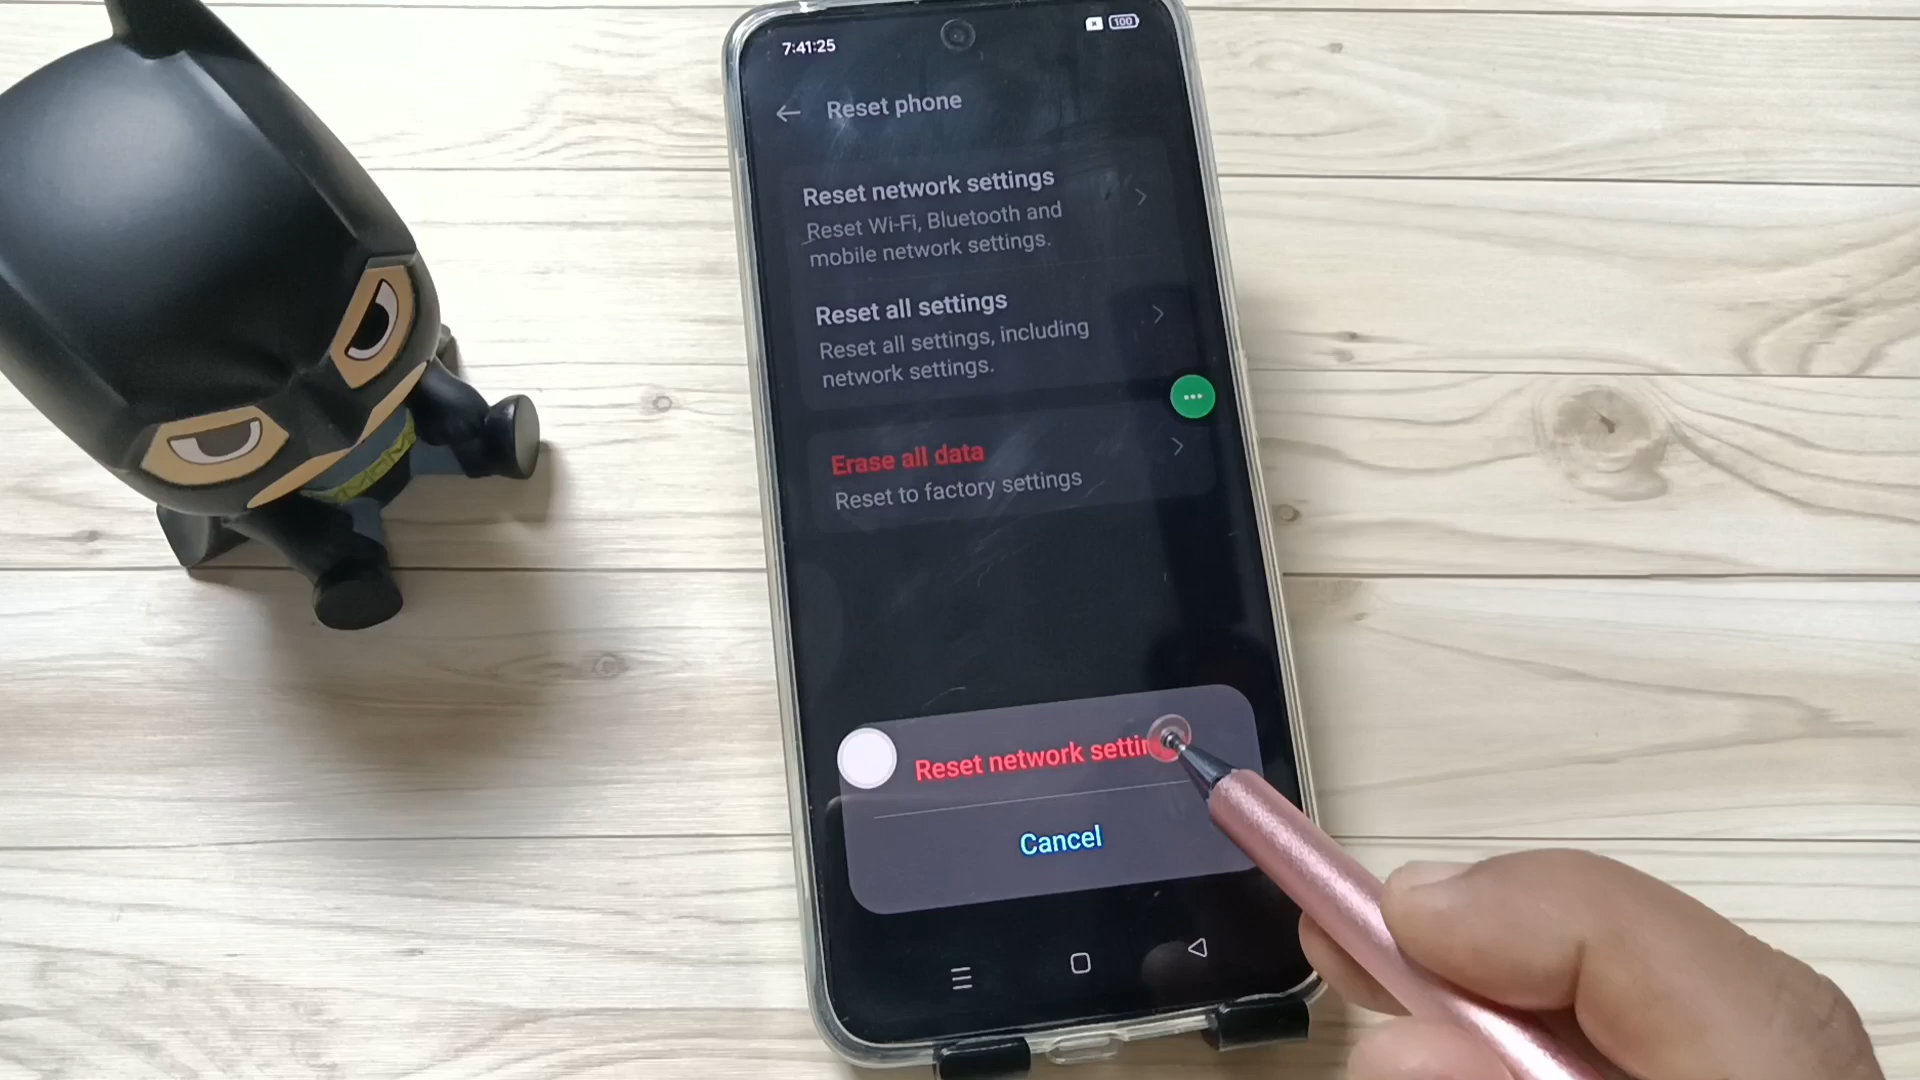 7:41:25
100
Reset phone
Reset network settings
Reset Wi-Fi, Bluetooth and
mobile network settings.
Reset all settings
Reset all settings, including
network settings.
Erase all data
Reset to factory settings
Reset network
Cancel